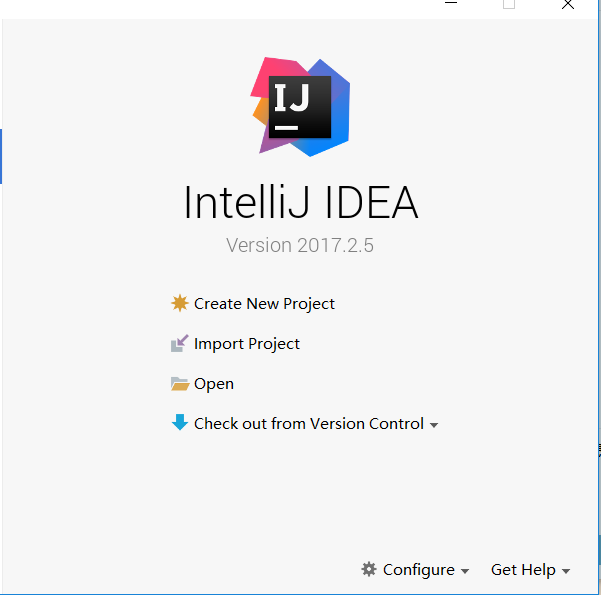 IJ
IntelliJ IDEA
Version 2017.2.5
Create New Project
Import Project
Open
Check out from Version Control
Configure Get Help